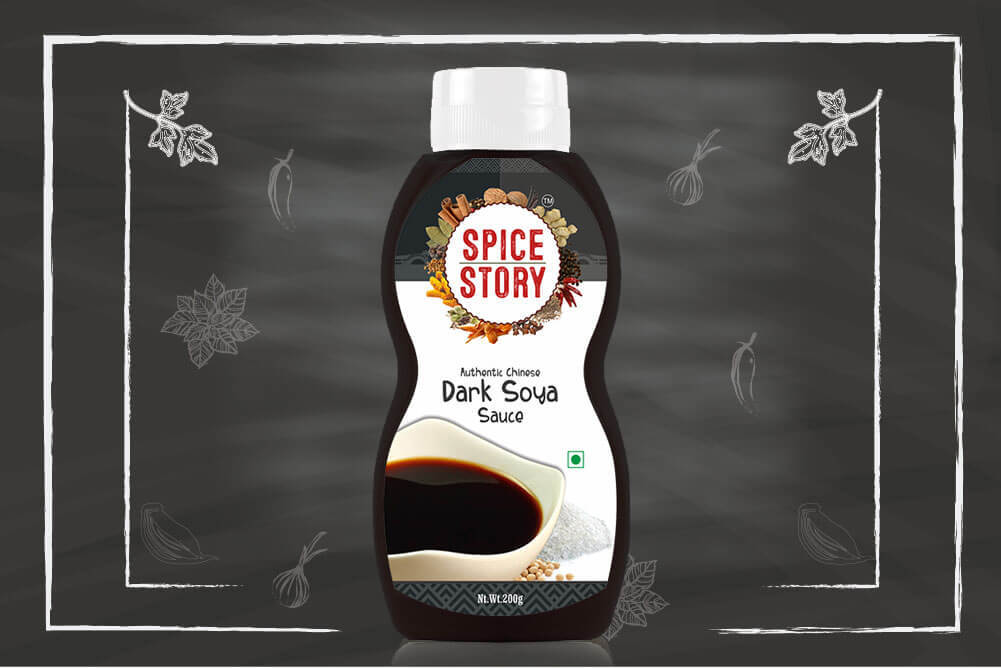 SPICE
STORY
TM
Authentic Chinese
Dark Soya
Sauce
Nt.Wt.200g